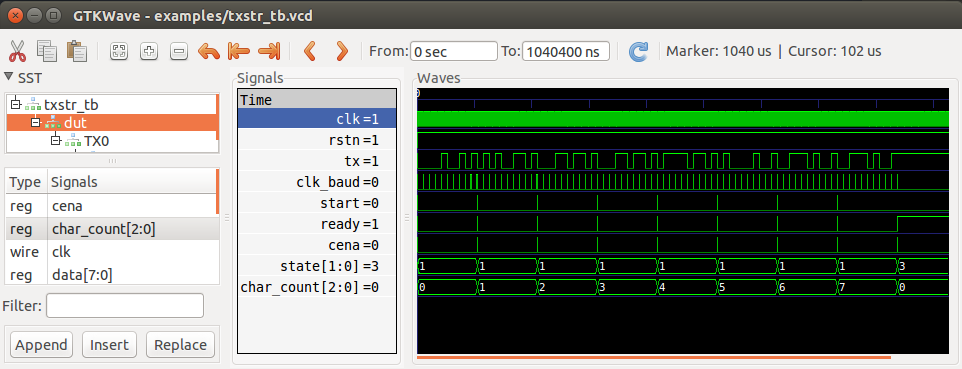 GTKWave - examples/txstr_tb.vcd
From: 0 sec To: 1040400 ns Marker: 1040 us | Cursor: 102 us
SST
txstr_tb
dut
TX0
Type Signals
reg cena
reg char_count[2:0]
wire clk
reg data[7:0]
Filter:
Append Insert Replace
Signals
Time
clk=1
rstn=1
tx=1
clk_baud=0
start=0
ready=1
cena=0
state[1:0]=3
char_count[2:0]=0
Waves
0
1 1 1 1 1 1 1 1 3
0 1 2 3 4 5 6 7 0